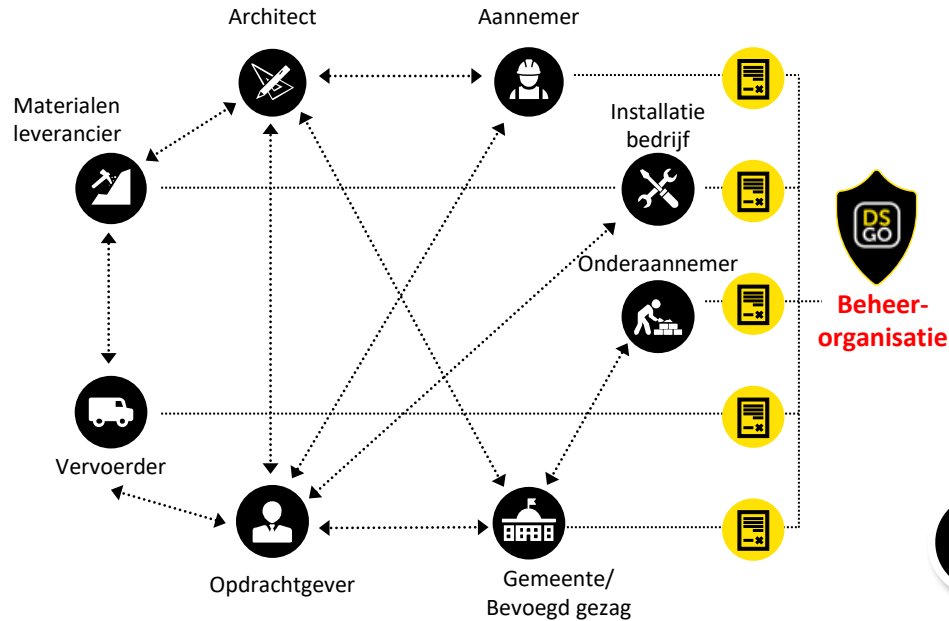 Architect
Aannemer
Materialen
leverancier
Installatie
bedrijf
DS
GO
Onderaannemer
Beheer-
organisatie
Vervoerder
Opdrachtgever
Gemeente/
Bevoegd gezag